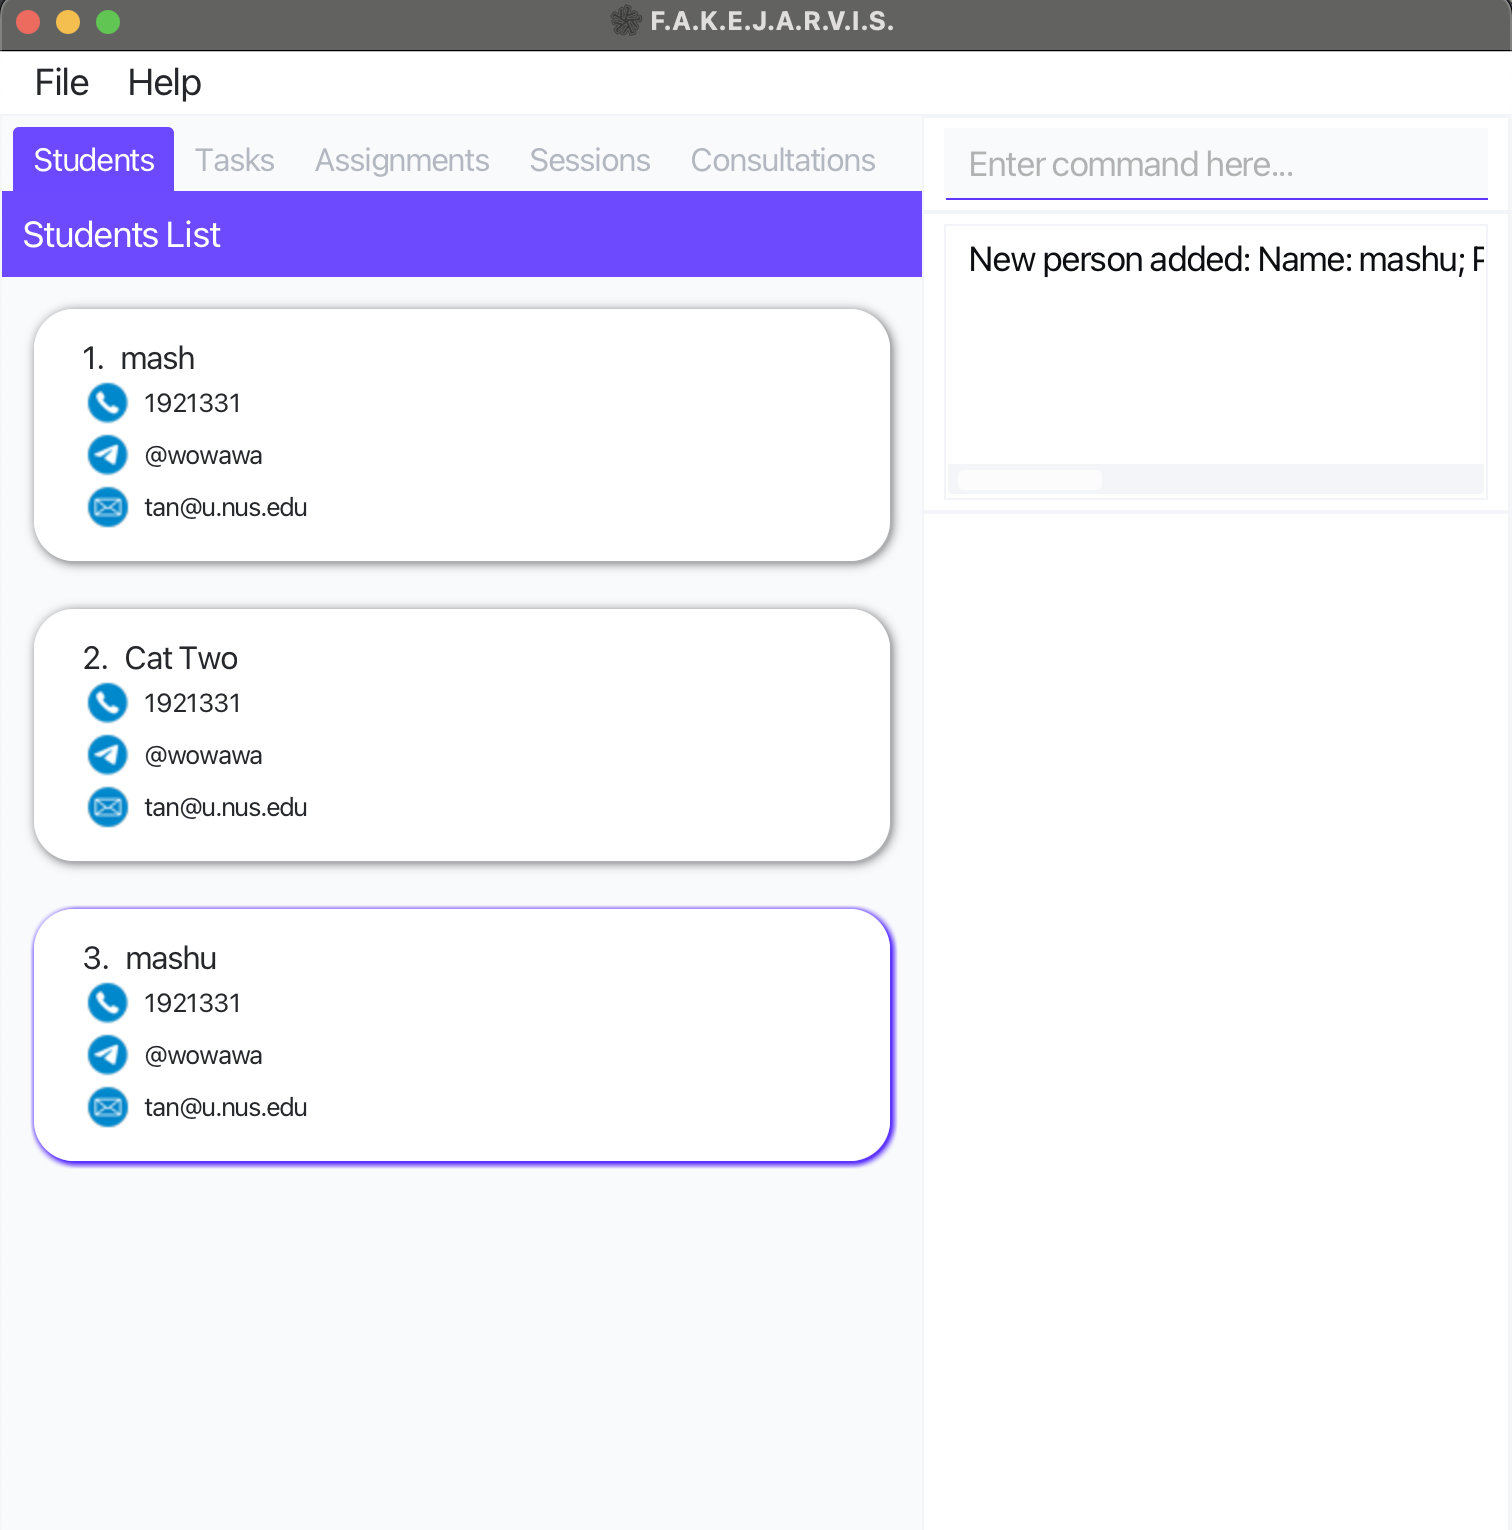 F.A.K.E.J.A.R.V.I.S.
File Help
Students Tasks Assignments Sessions Consultations
Students List
1. mash
1921331
@wowawa
tan@u.nus.edu
2. Cat Two
1921331
@wowawa
tan@u.nus.edu
3. mashu
1921331
@wowawa
tan@u.nus.edu
Enter command here...
New person added: Name: mashu;